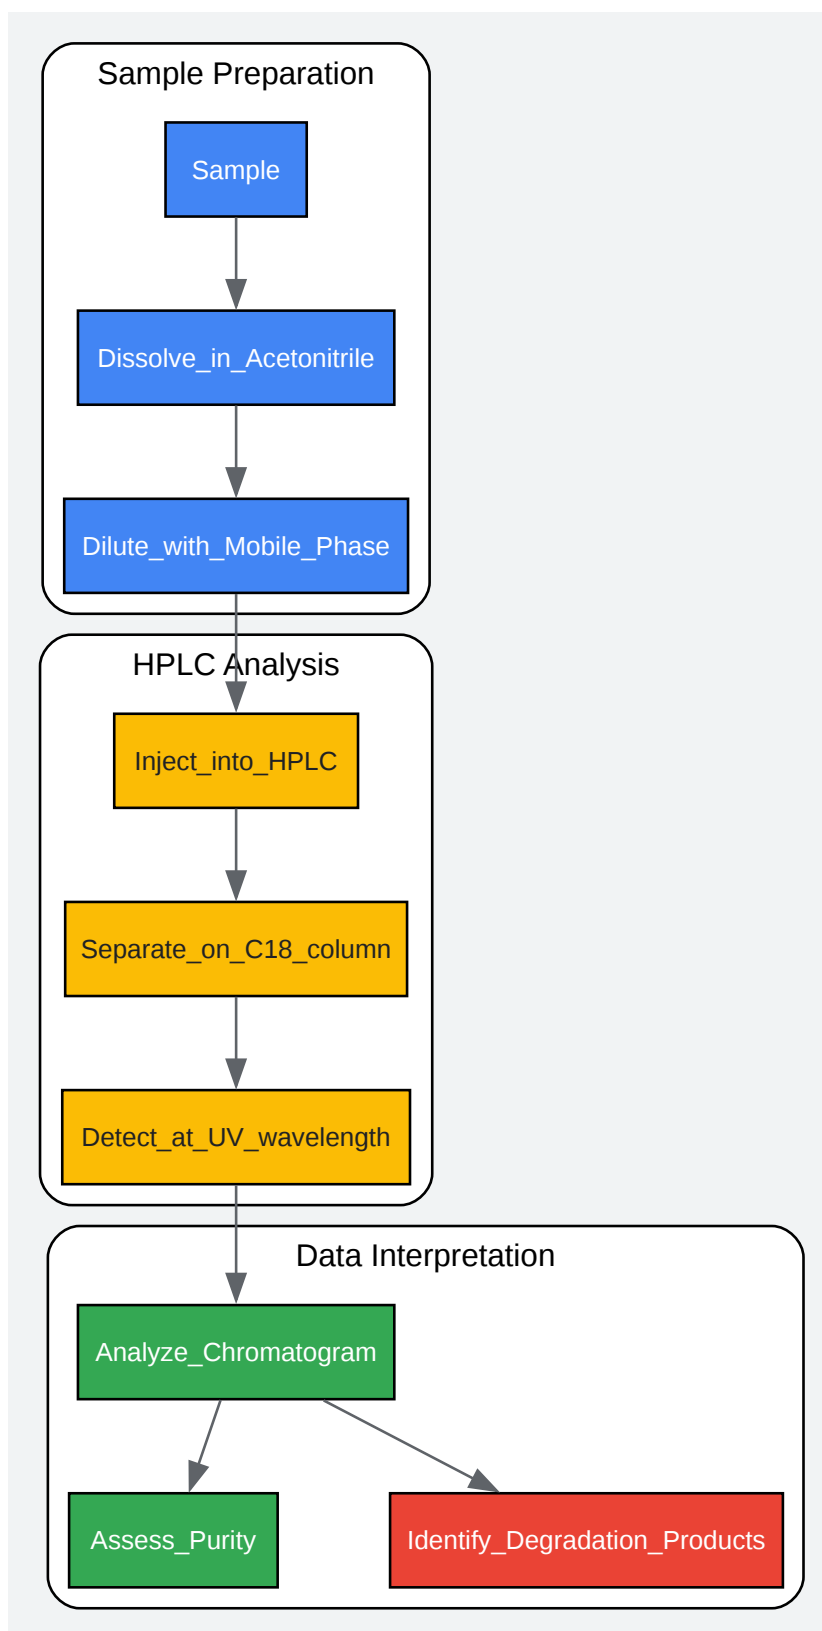 Sample Preparation
Sample
Dissolve_in_Acetonitrile
Dilute_with_Mobile_Phase
HPLC Analysis
Inject_into_HPLC
Separate_on_C18_column
Detect_at_UV_wavelength
Data Interpretation
Analyze_Chromatogram
Assess_Purity
Identify_Degradation_Products